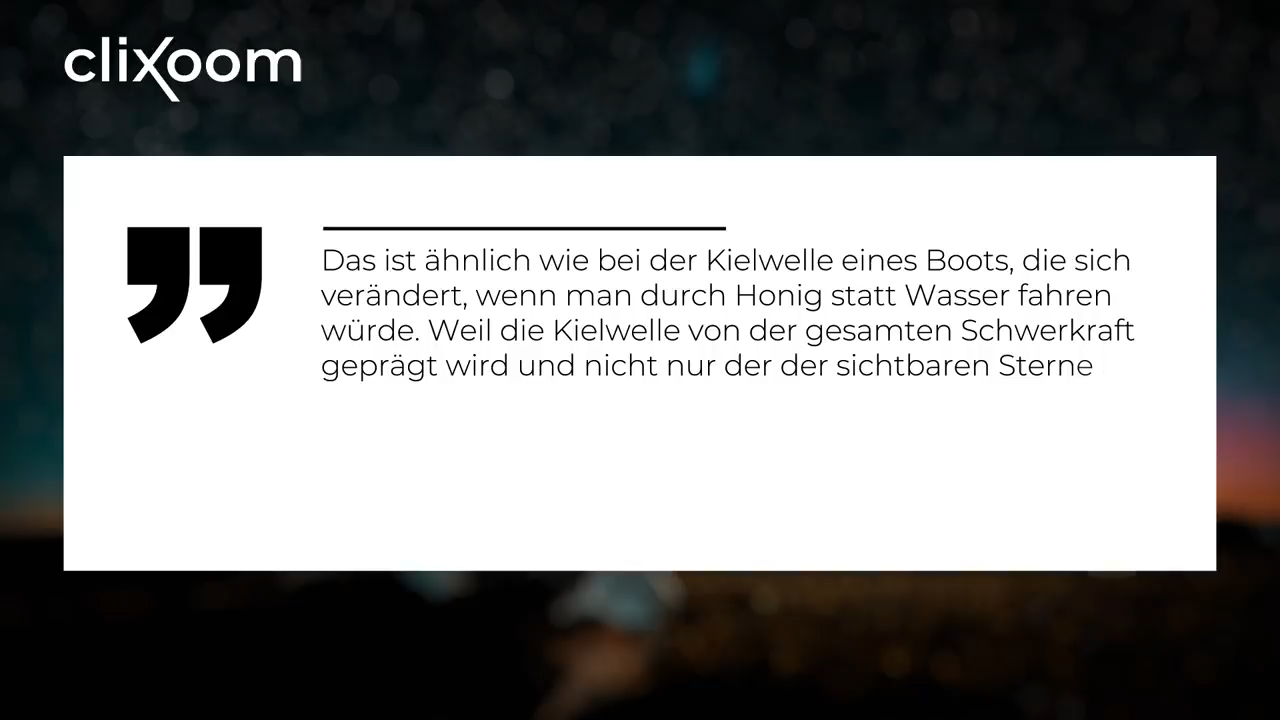 clixoom
Das ist ähnlich wie bei der Kielwelle eines Boots, die sich
verändert, wenn man durch Honig statt Wasser fahren
würde. Weil die Kielwelle von der gesamten Schwerkraft
geprägt wird und nicht nur der der sichtbaren Sterne